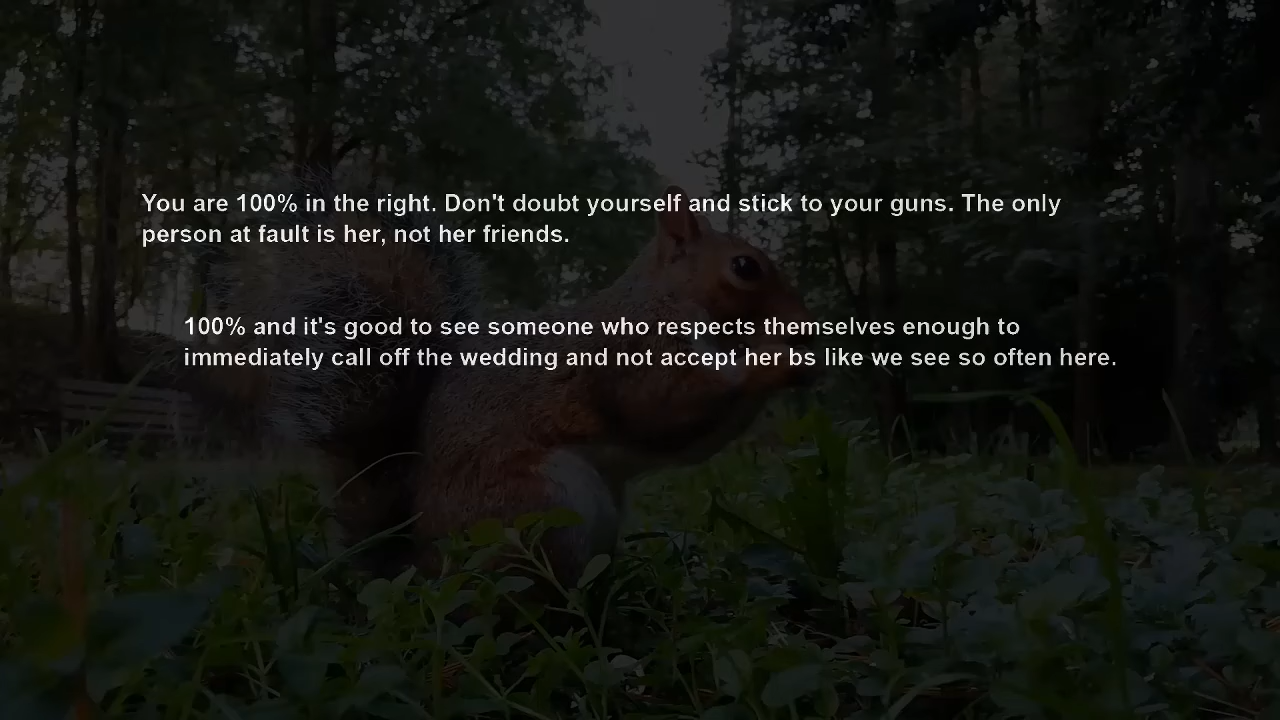 You are 100% in the right. Don't doubt yourself and stick to your guns. The only
person at fault is her, not her friends.
100% and it's good to see someone who respects themselves enough to
immediately call off the wedding and not accept her bs like we see so often here.